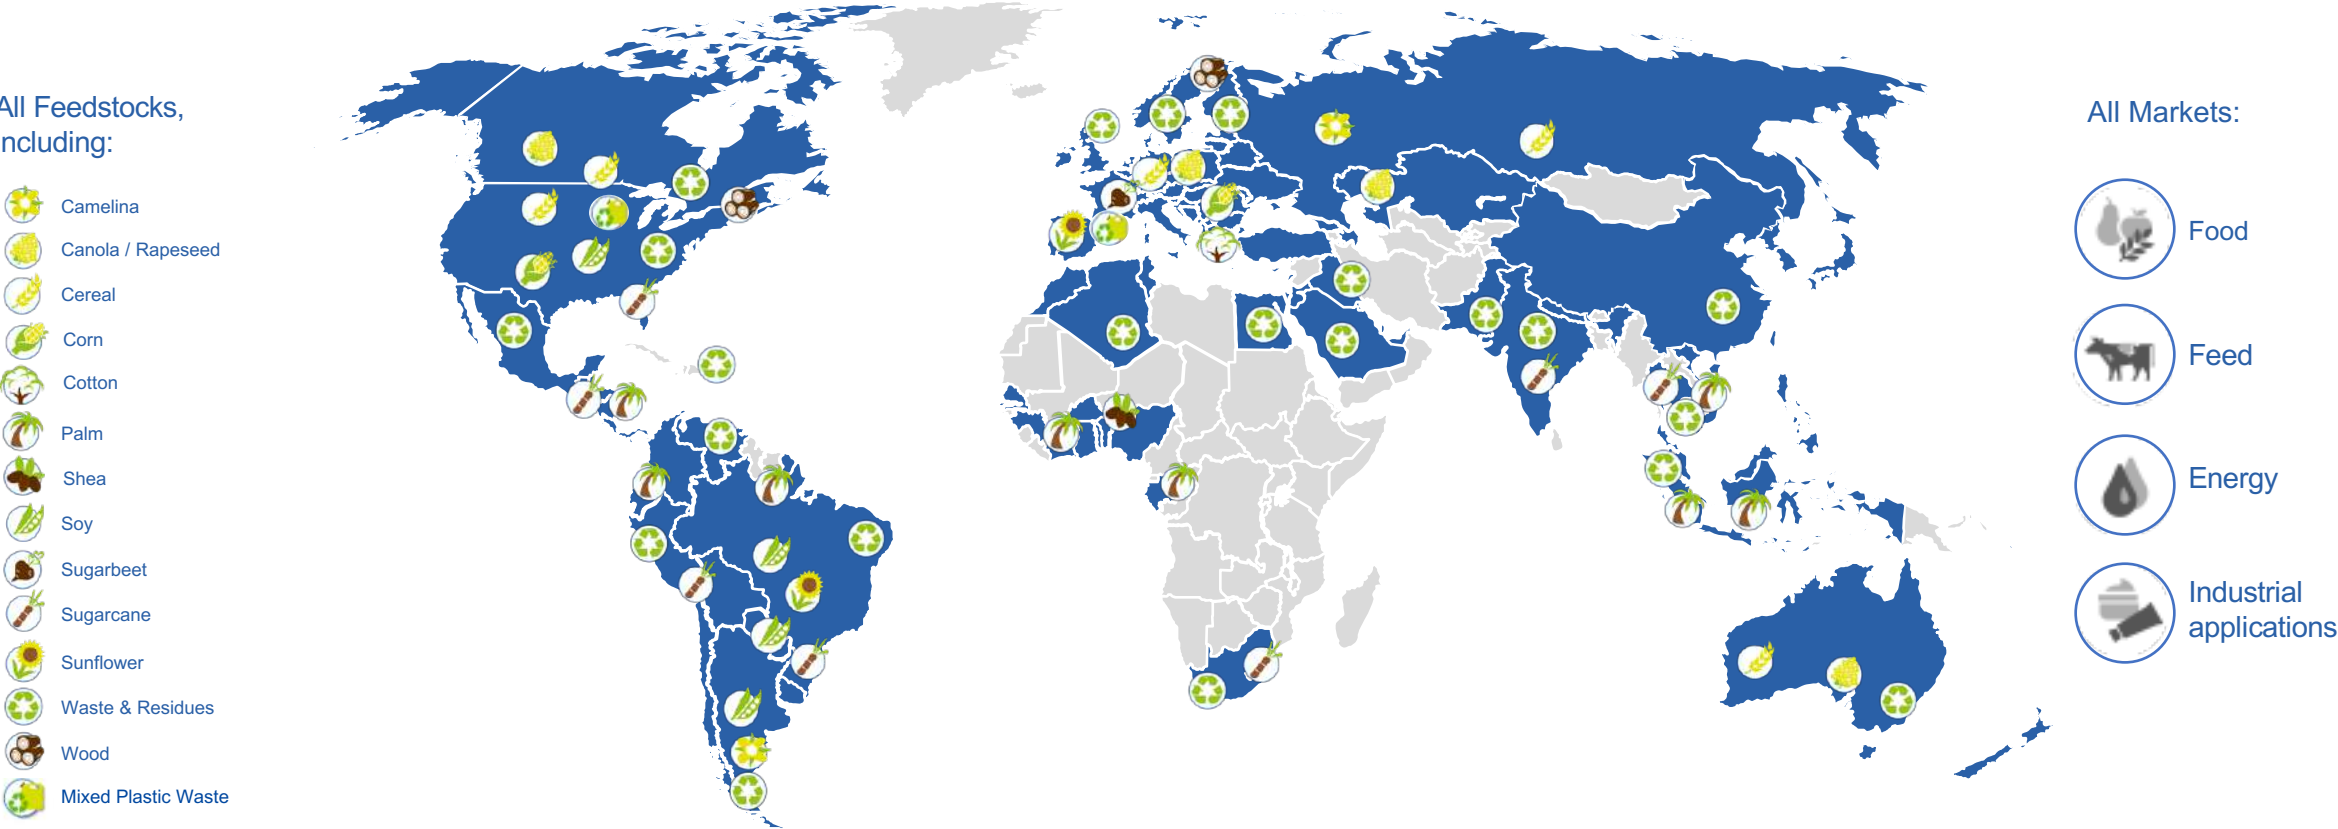 All Feedstocks,
including:
Camelina
Canola / Rapeseed
Cereal
Corn
Cotton
Palm
Shea
Soy
Sugarbeet
Sugarcane
Sunflower
Waste & Residues
Wood
Mixed Plastic Waste
All Markets:
Food
Feed
Energy
Industrial
applications